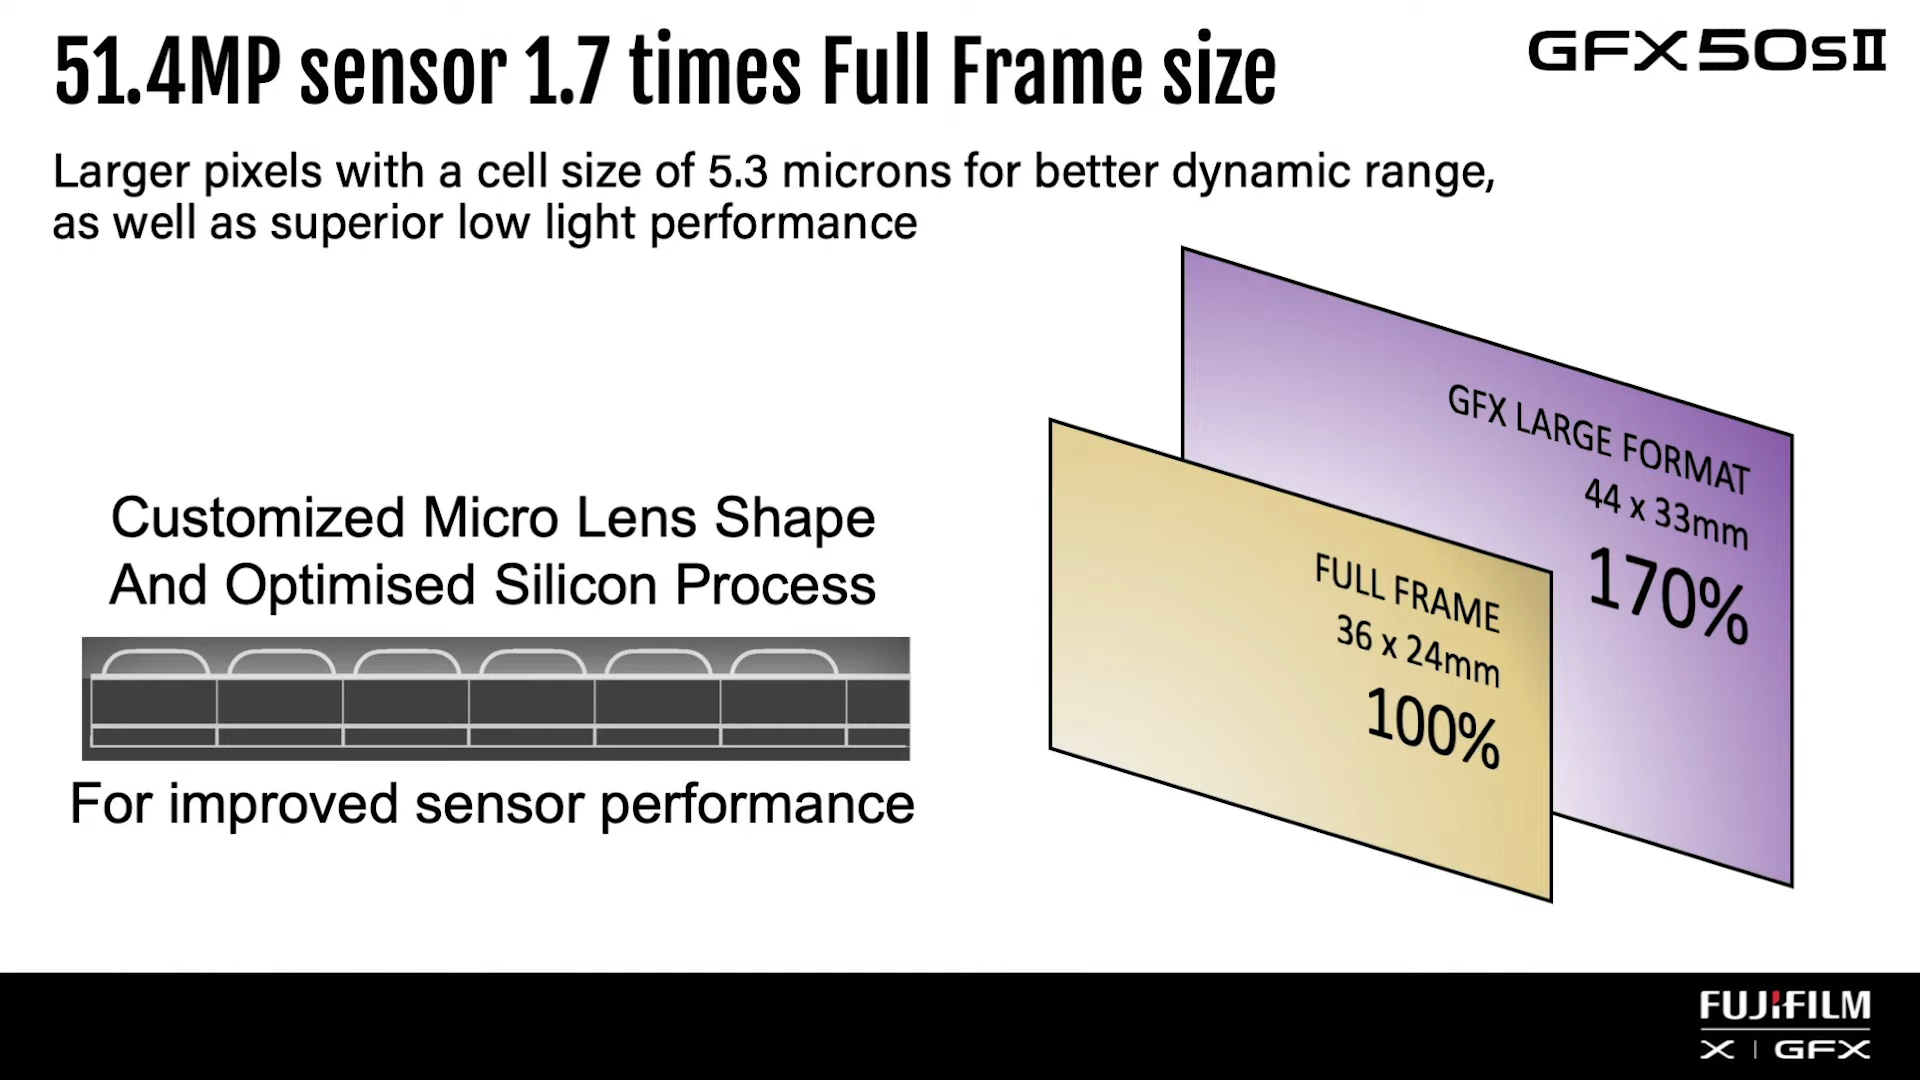 51.4MP sensor 1.7 times Full Frame size
GFX50SII
Larger pixels with a cell size of 5.3 microns for better dynamic range,
as well as superior low light performance
Customized Micro Lens Shape
And Optimised Silicon Process
For improved sensor performance
GFX LARGE FORMAT
44 x 33mm
170%
FULL FRAME
36 x 24mm
100%
FUJIFILM
X | GFX